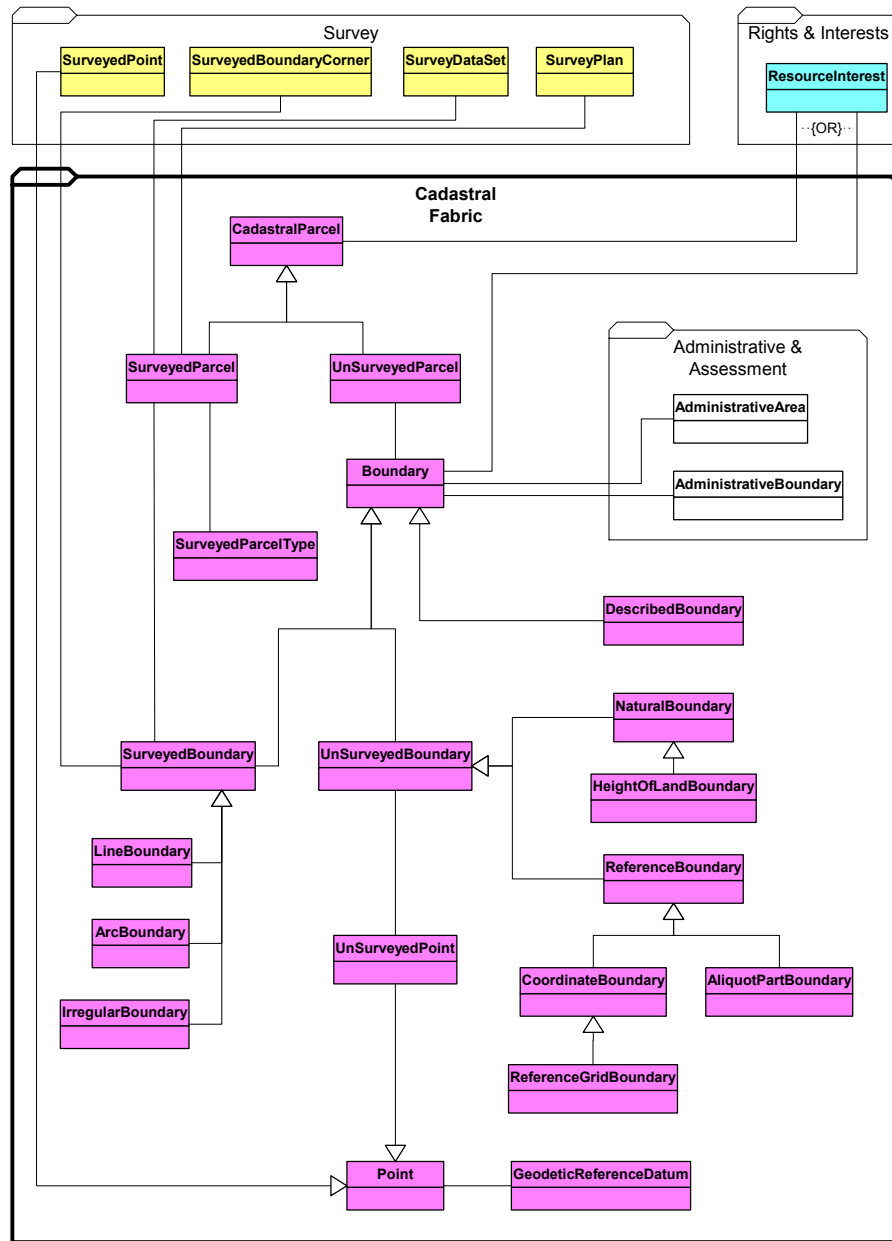 Survey
Rights & Interests
SurveyedPoint
SurveyedBoundaryCorner
SurveyDataSet
SurveyPlan
ResourceInterest
{OR}
Cadastral
Fabric
CadastralParcel
SurveyedParcel
UnSurveyedParcel
Administrative &
Assessment
AdministrativeArea
Boundary
AdministrativeBoundary
SurveyedParcelType
DescribedBoundary
NaturalBoundary
SurveyedBoundary
UnSurveyedBoundary
HeightOfLandBoundary
LineBoundary
ReferenceBoundary
ArcBoundary
UnSurveyedPoint
CoordinateBoundary
AliquotPartBoundary
IrregularBoundary
ReferenceGridBoundary
Point
GeodeticReferenceDatum